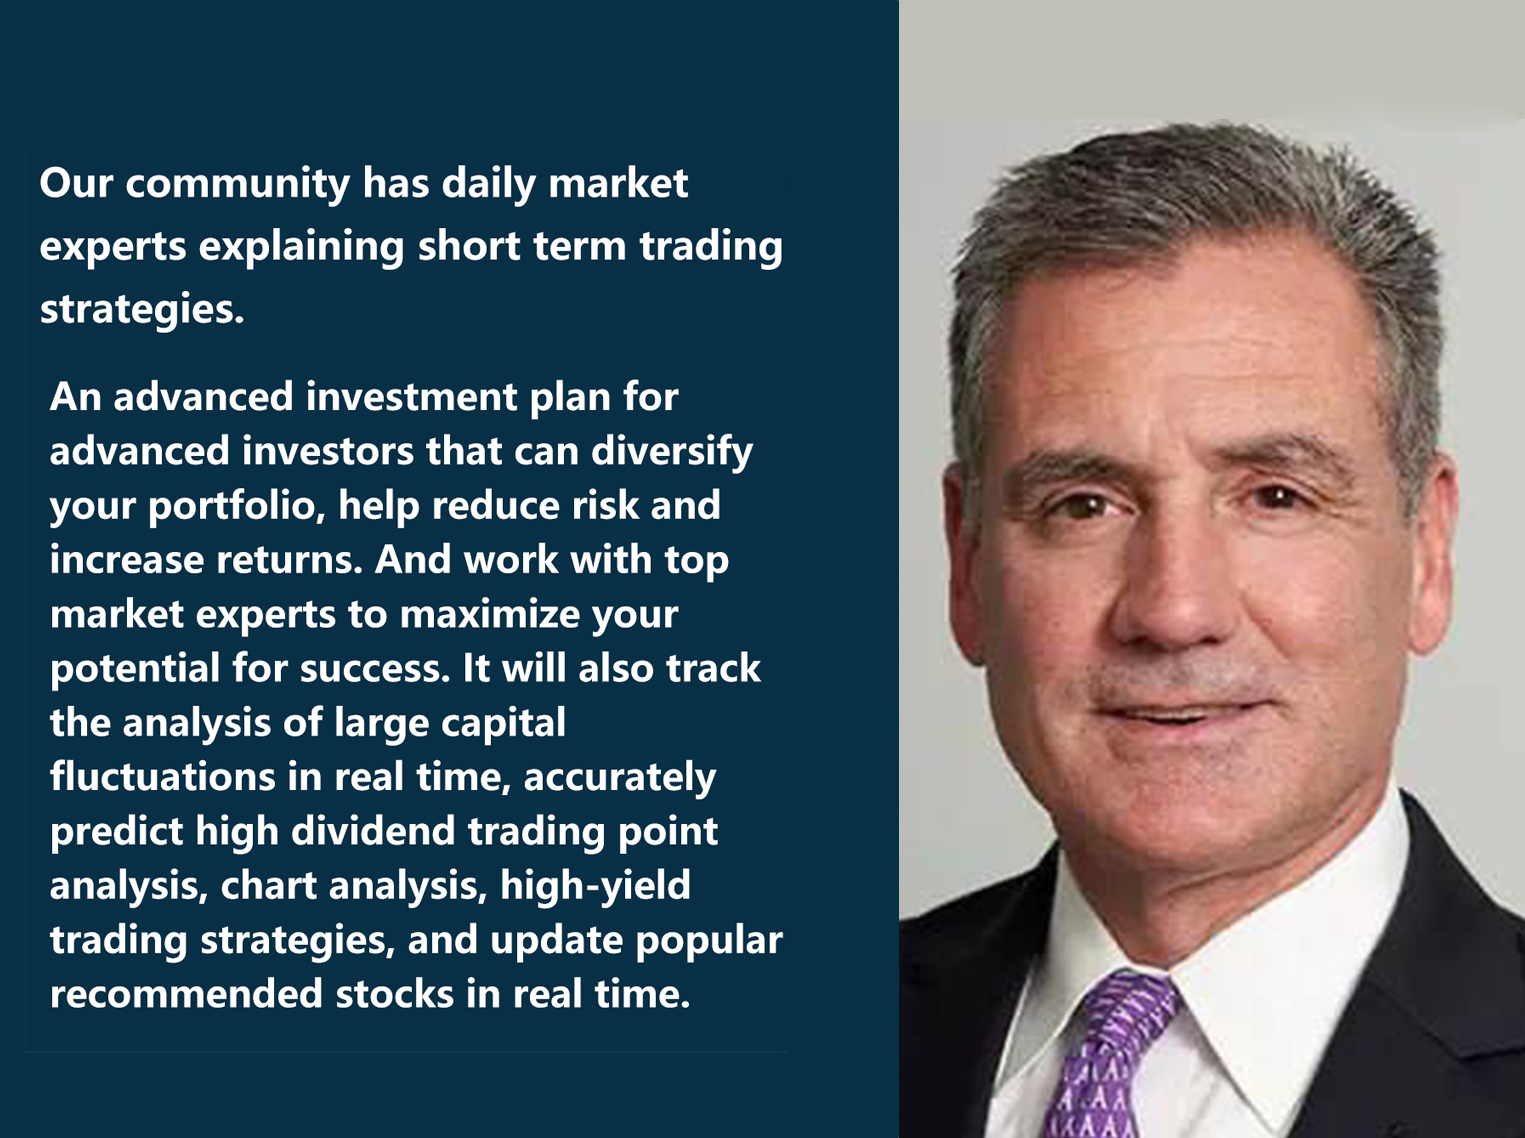 Our community has daily market
experts explaining short term trading
strategies.
An advanced investment plan for
advanced investors that can diversify
your portfolio, help reduce risk and
increase returns. And work with top
market experts to maximize your
potential for success. It will also track
the analysis of large capital
fluctuations in real time, accurately
predict high dividend trading point
analysis, chart analysis, high-yield
trading strategies, and update popular
recommended stocks in real time.